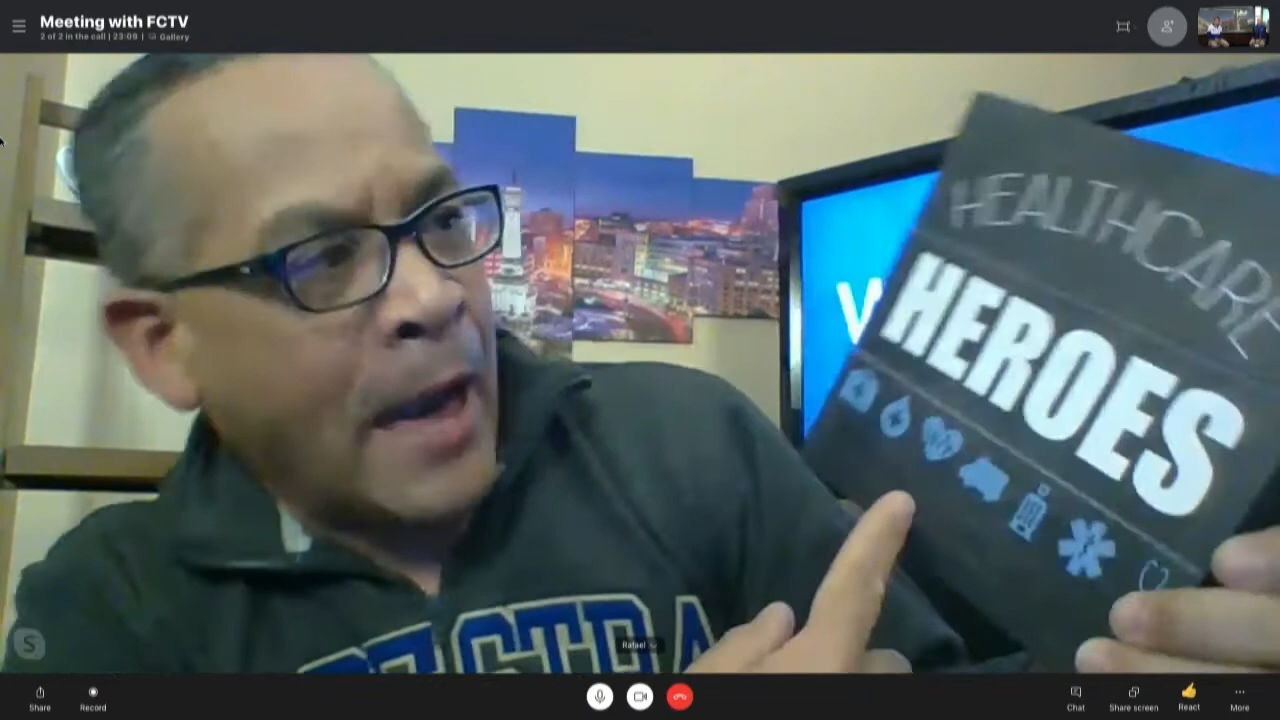 Meeting with FCTV
2 of 2 in the call | 23:09 | Gallery
HEALTHCARE
HEROES
Rafael
S
Share
Record
Chat
Share screen
React
More